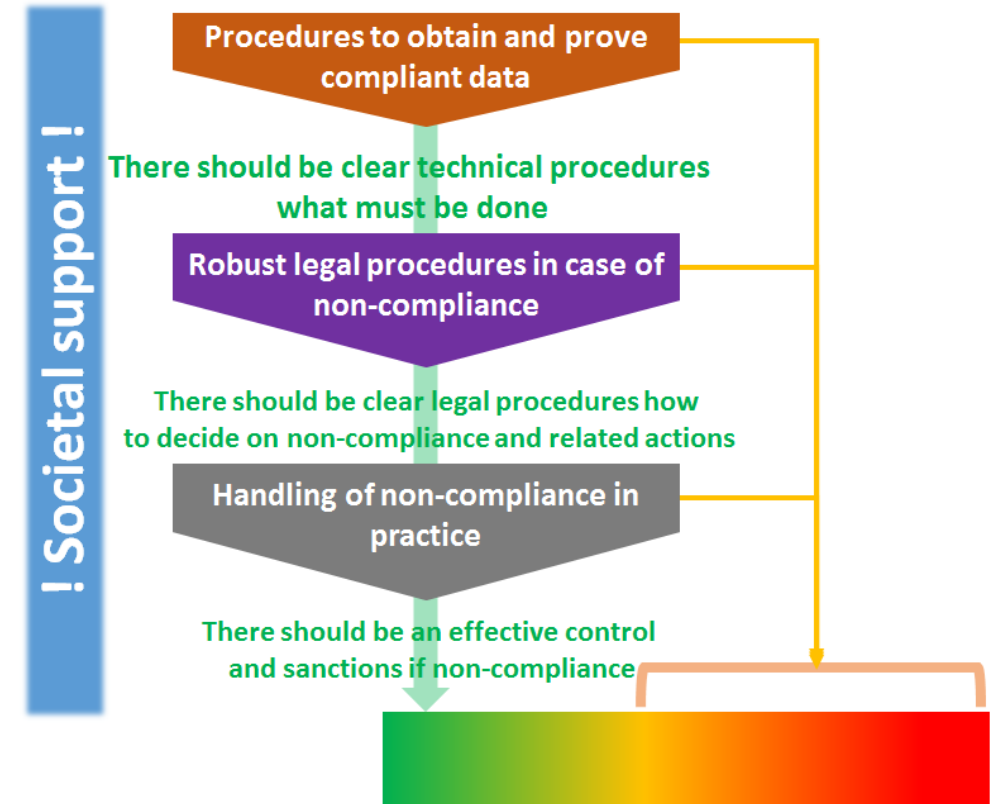 ! Societal support !
Procedures to obtain and prove
compliant data
There should be clear technical procedures
what must be done
Robust legal procedures in case of
non-compliance
There should be clear legal procedures how
to decide on non-compliance and related actions
Handling of non-compliance in
practice
There should be an effective control
and sanctions if non-compliance